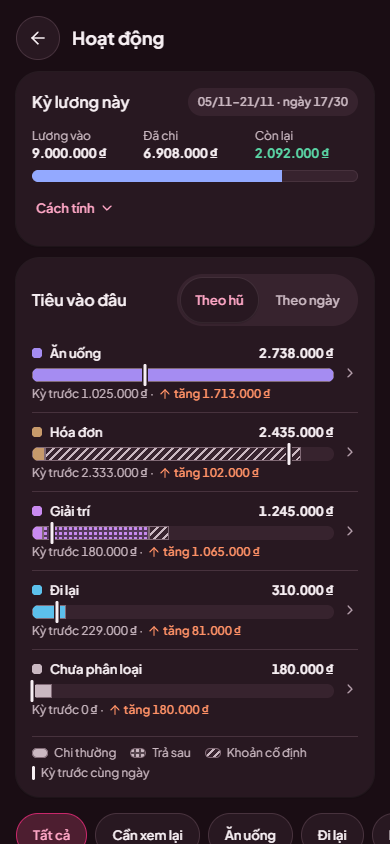 Hoạt động
Kỳ lương này
05/11–21/11 · ngày 17/30
Lương vào
Đã chi
Còn lại
9.000.000 ₫
6.908.000 ₫
2.092.000 ₫
Cách tính
Tiêu vào đâu
Theo hũ
Theo ngày
Ăn uống
2.738.000 ₫
Kỳ trước 1.025.000 ₫ · ↑ tăng 1.713.000 ₫
Hóa đơn
2.435.000 ₫
Kỳ trước 2.333.000 ₫ · ↑ tăng 102.000 ₫
Giải trí
1.245.000 ₫
Kỳ trước 180.000 ₫ · ↑ tăng 1.065.000 ₫
Đi lại
310.000 ₫
Kỳ trước 229.000 ₫ · ↑ tăng 81.000 ₫
Chưa phân loại
180.000 ₫
Kỳ trước 0 ₫ · ↑ tăng 180.000 ₫
Chi thường
Trả sau
Khoản cố định
Kỳ trước cùng ngày
Tất cả
Cần xem lại
Ăn uống
Đi lại